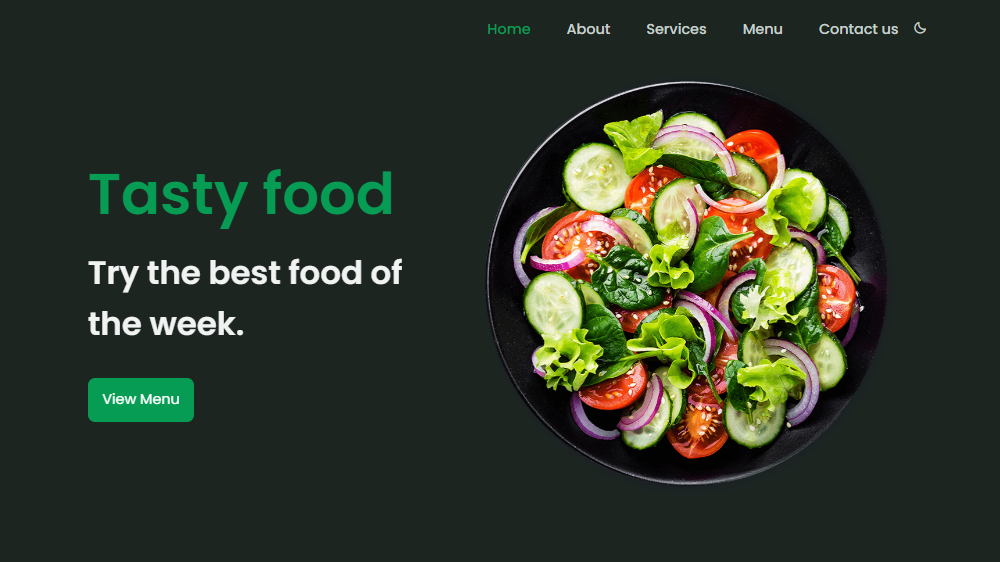 Home About Services Menu Contact us
Tasty food
Try the best food of
the week.
View Menu